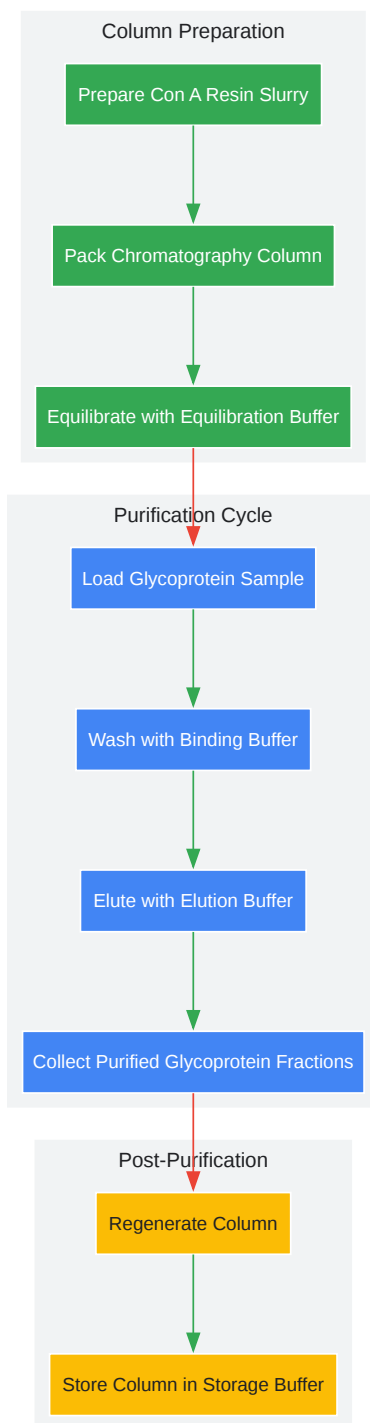 Column Preparation
Prepare Con A Resin Slurry
Pack Chromatography Column
Equilibrate with Equilibration Buffer
Purification Cycle
Load Glycoprotein Sample
Wash with Binding Buffer
Elute with Elution Buffer
Collect Purified Glycoprotein Fractions
Post-Purification
Regenerate Column
Store Column in Storage Buffer